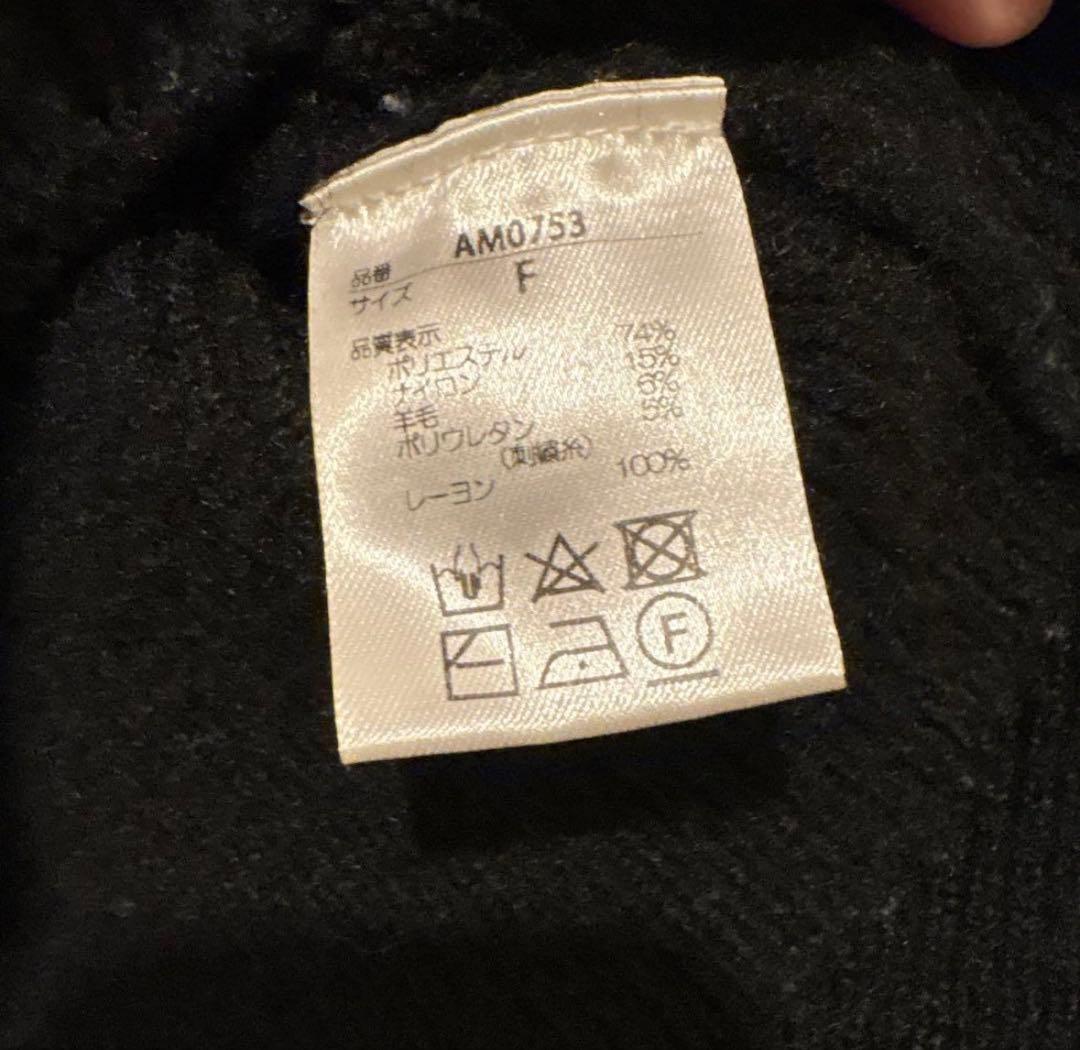 品番 AM0753
サイズ F
品質表示
ポリエステル 74%
ナイロン 15%
羊毛 6%
ポリウレタン 5%
(刺繍糸)
レーヨン 100%
F